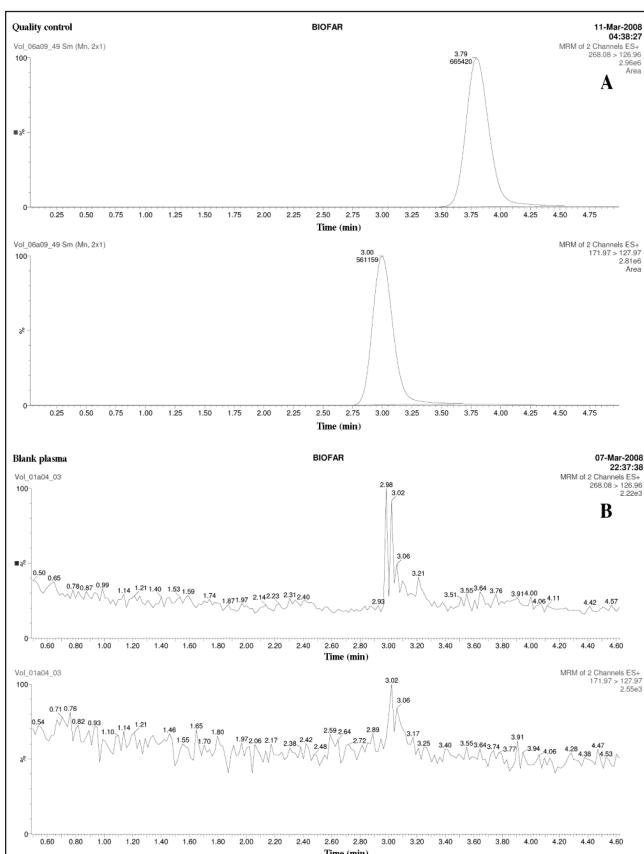 Quality control BIOFAR 11-Mar-2008
04:38:27
Vol_06a09_49 Sm (Mn, 2x1) MRM of 2 Channels ES+
268.08 > 126.96
2.96e6
Area
A
3.79
665420
100
%
0
0.25 0.50 0.75 1.00 1.25 1.50 1.75 2.00 2.25 2.50 2.75 3.00 3.25 3.50 3.75 4.00 4.25 4.50 4.75
Time (min)
Vol_06a09_49 Sm (Mn, 2x1) MRM of 2 Channels ES+
171.97 > 127.97
2.81e6
Area
3.00
561159
100
%
0
0.25 0.50 0.75 1.00 1.25 1.50 1.75 2.00 2.25 2.50 2.75 3.00 3.25 3.50 3.75 4.00 4.25 4.50 4.75
Time (min)
Blank plasma BIOFAR 07-Mar-2008
22:37:38
Vol_01a04_03 MRM of 2 Channels ES+
268.08 > 126.96
2.22e3
B
100
%
0
0.50 0.65 0.78 0.87 0.99 1.14 1.21 1.40 1.53 1.59 1.74 1.87 1.97 2.14 2.23 2.31 2.40 2.93 2.98 3.02 3.06 3.21 3.51 3.55 3.64 3.76 3.91 4.00 4.06 4.11 4.42 4.57
0.60 0.80 1.00 1.20 1.40 1.60 1.80 2.00 2.20 2.40 2.60 2.80 3.00 3.20 3.40 3.60 3.80 4.00 4.20 4.40 4.60
Time (min)
Vol_01a04_03 MRM of 2 Channels ES+
171.97 > 127.97
2.55e3
100
%
0
0.54 0.71 0.76 0.82 0.93 1.10 1.14 1.21 1.46 1.55 1.65 1.70 1.80 1.97 2.06 2.17 2.38 2.42 2.48 2.59 2.64 2.72 2.89 3.02 3.06 3.17 3.25 3.40 3.55 3.64 3.74 3.77 3.91 3.94 4.06 4.28 4.38 4.47 4.53
0.60 0.80 1.00 1.20 1.40 1.60 1.80 2.00 2.20 2.40 2.60 2.80 3.00 3.20 3.40 3.60 3.80 4.00 4.20 4.40 4.60
Time (min)